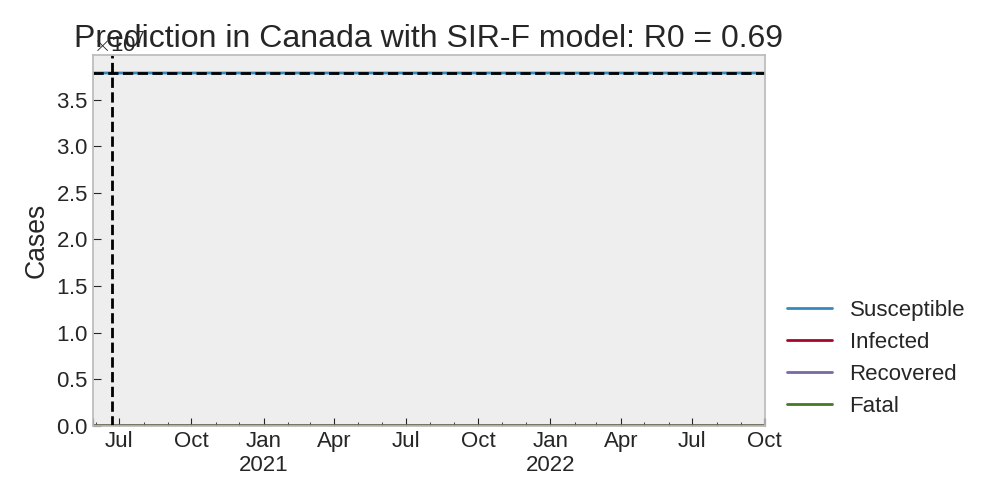 Prediction in Canada with SIR-F model: R0 = 0.69
×10⁷
Cases
3.5
3.0
2.5
2.0
1.5
1.0
0.5
0.0
Jul Oct Jan Apr Jul Oct Jan Apr Jul Oct
2021 2022
Susceptible
Infected
Recovered
Fatal